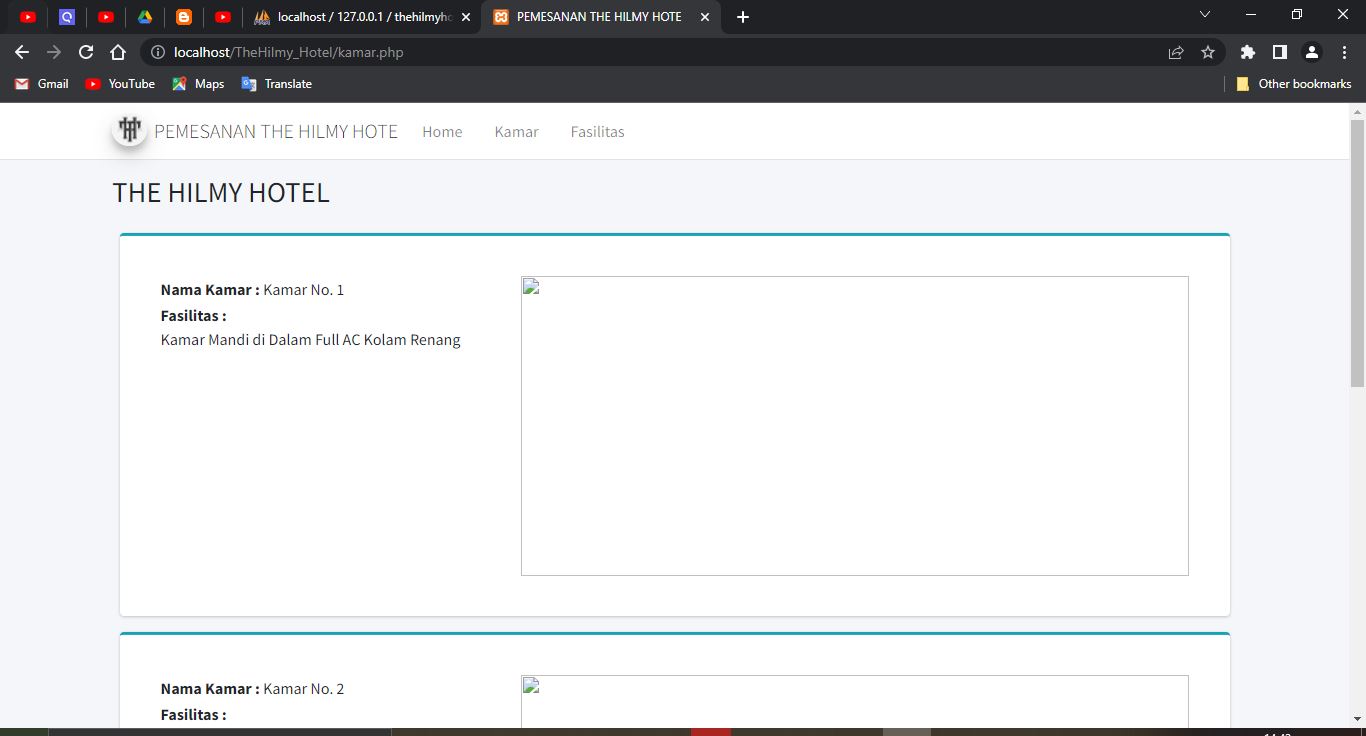 localhost / 127.0.0.1 / thehilmyho
PEMESANAN THE HILMY HOTE
localhost/TheHilmy_Hotel/kamar.php
Gmail YouTube Maps Translate Other bookmarks
PEMESANAN THE HILMY HOTE Home Kamar Fasilitas
THE HILMY HOTEL
Nama Kamar : Kamar No. 1
Fasilitas :
Kamar Mandi di Dalam Full AC Kolam Renang
Nama Kamar : Kamar No. 2
Fasilitas :